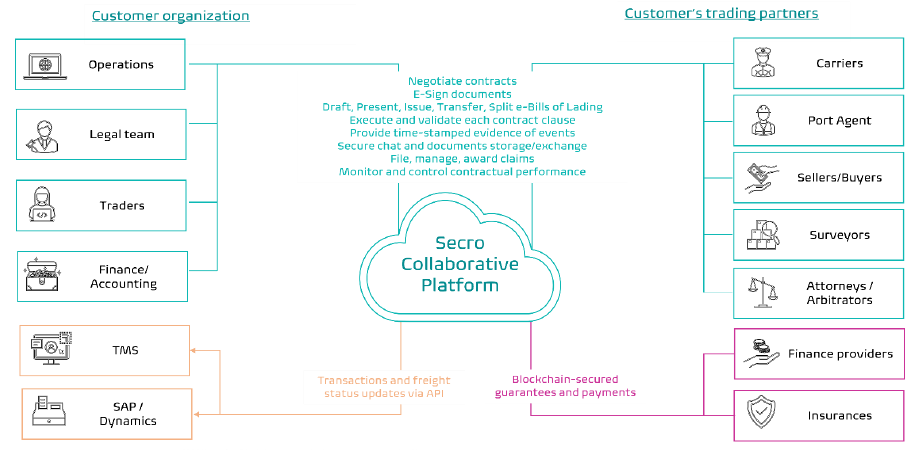 Customer organization
Customer's trading partners
Operations
Legal team
Traders
Finance/
Accounting
TMS
SAP /
Dynamics
Negotiate contracts
E-Sign documents
Draft, Present, Issue, Transfer, Split e-Bills of Lading
Execute and validate each contract clause
Provide time-stamped evidence of events
Secure chat and documents storage/exchange
File, manage, award claims
Monitor and control contractual performance
Secro
Collaborative
Platform
Transactions and freight
status updates via API
Blockchain-secured
guarantees and payments
Carriers
Port Agent
Sellers/Buyers
Surveyors
Attorneys /
Arbitrators
Finance providers
Insurances